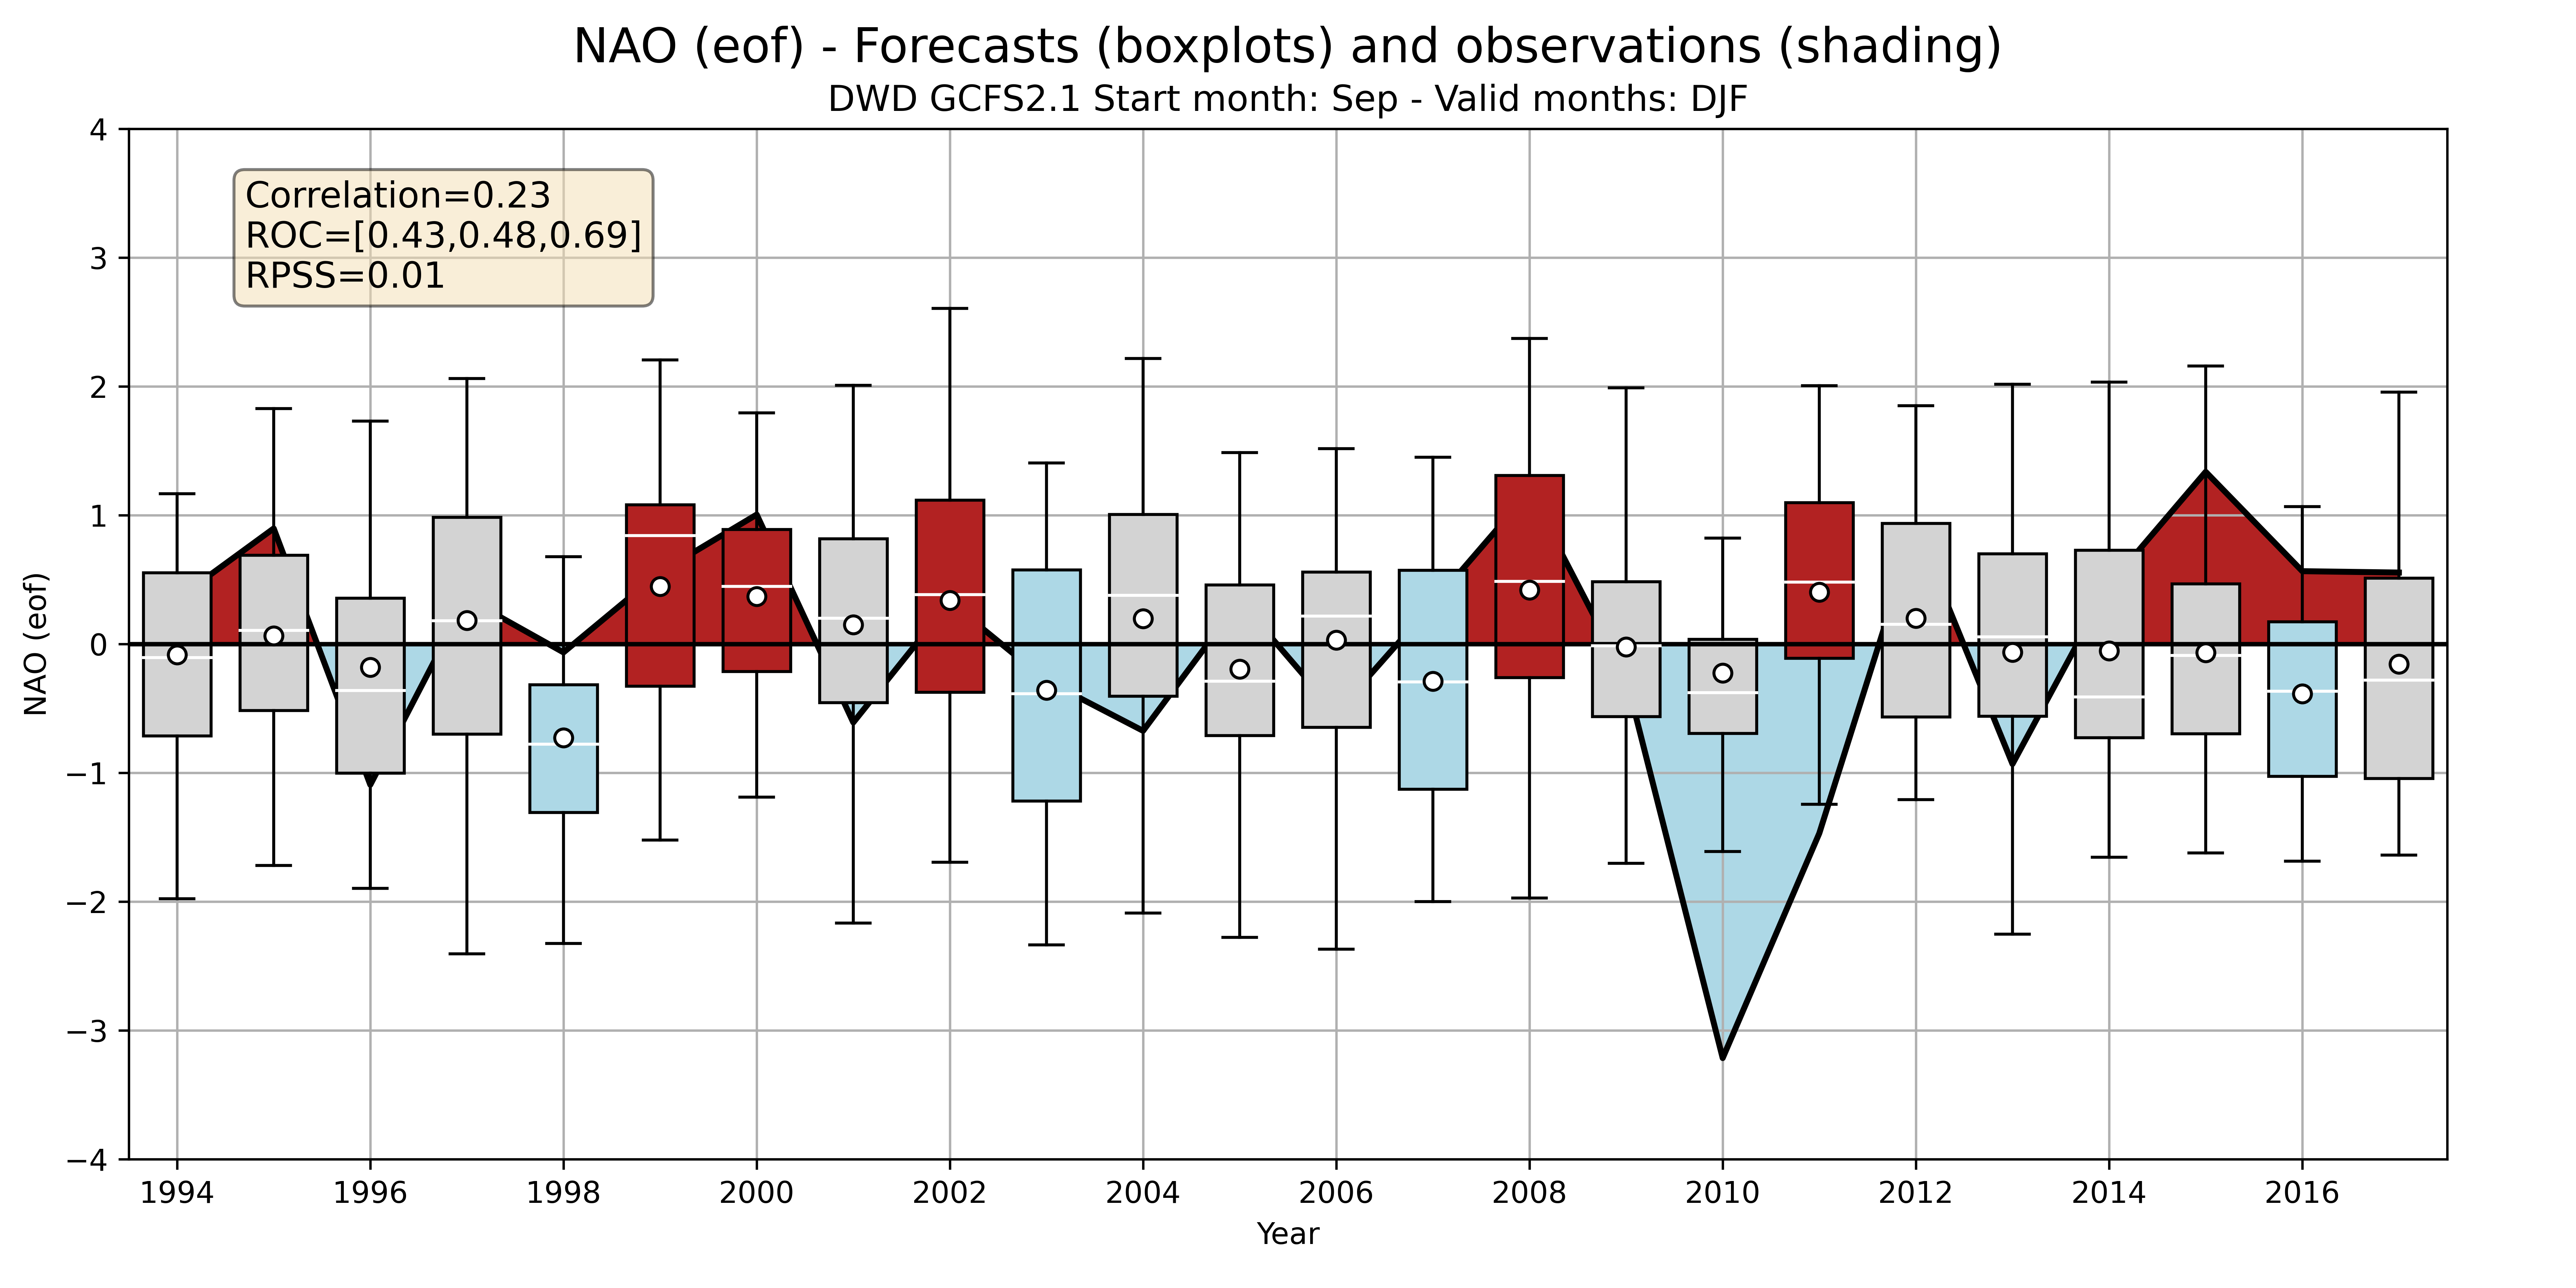 NAO (eof) - Forecasts (boxplots) and observations (shading)
DWD GCFS2.1 Start month: Sep - Valid months: DJF
Correlation=0.23
ROC=[0.43,0.48,0.69]
RPSS=0.01
NAO (eof)
4
3
2
1
0
−1
−2
−3
−4
1994 1996 1998 2000 2002 2004 2006 2008 2010 2012 2014 2016
Year